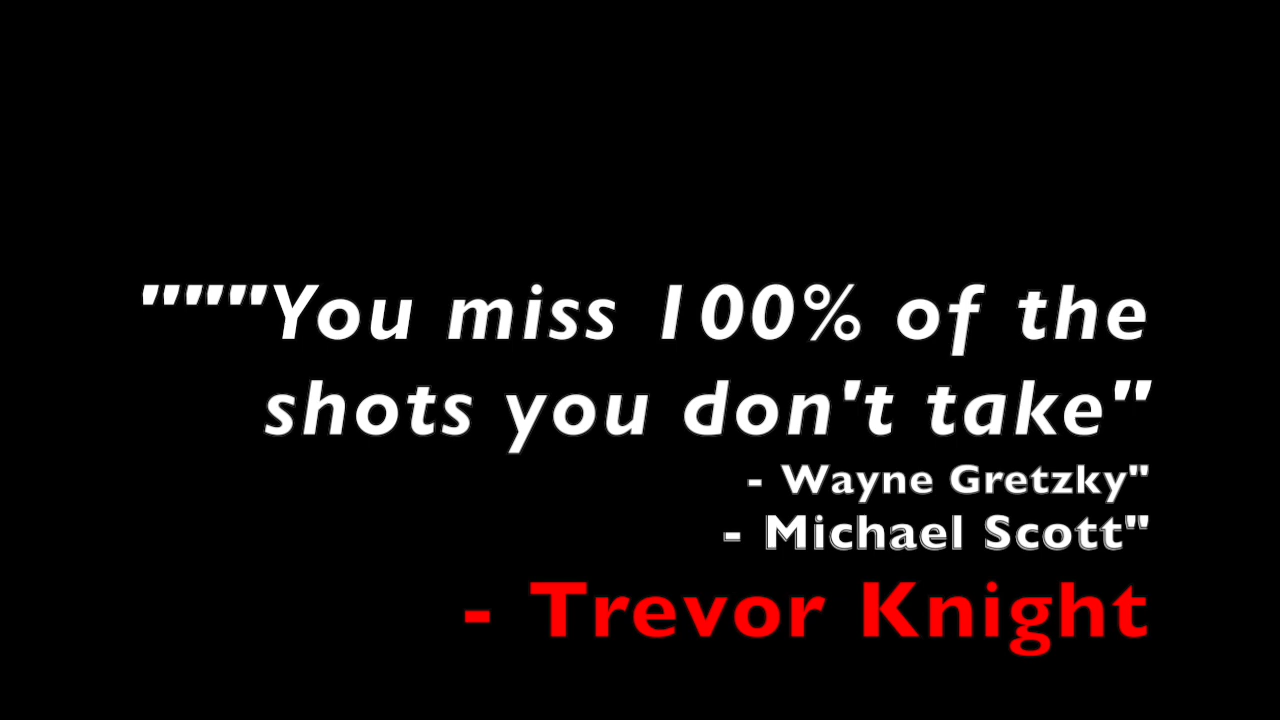 """You miss 100% of the
shots you don't take"
- Wayne Gretzky"
- Michael Scott"
- Trevor Knight